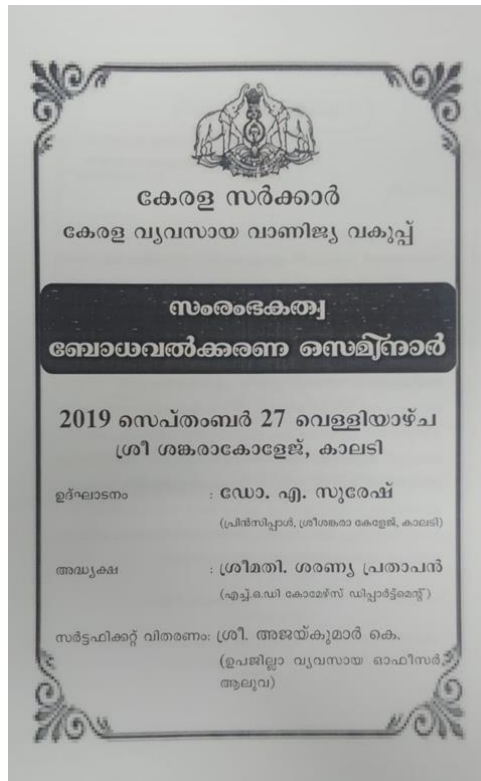 കേരള സർക്കാർ
കേരള വ്യവസായ വാണിജ്യ വകുപ്പ്
സംരംഭകത്വ
ബോധവൽക്കരണ സെമിനാർ
2019 സെപ്തംബർ 27 വെള്ളിയാഴ്ച
ശ്രീ ശങ്കരാകോളേജ്, കാലടി
ഉദ്ഘാടനം : ഡോ. എ. സുരേഷ്
(പ്രിൻസിപ്പാൾ, ശ്രീശങ്കരാ കേളേജ്, കാലടി)
അദ്ധ്യക്ഷ : ശ്രീമതി. ശരണ്യ പ്രതാപൻ
(എച്ച്.ഒ.ഡി കോമേഴ്സ് ഡിപ്പാർട്ട്മെന്റ്)
സർട്ടഫിക്കറ്റ് വിതരണം: ശ്രീ. അജയ്കുമാർ കെ.
(ഉപജില്ലാ വ്യവസായ ഓഫീസർ,
ആലുവ)